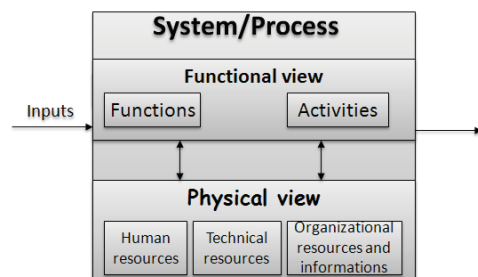 System/Process
Functional view
Inputs
Functions
Activities
Physical view
Human
resources
Technical
resources
Organizational
resources and
informations